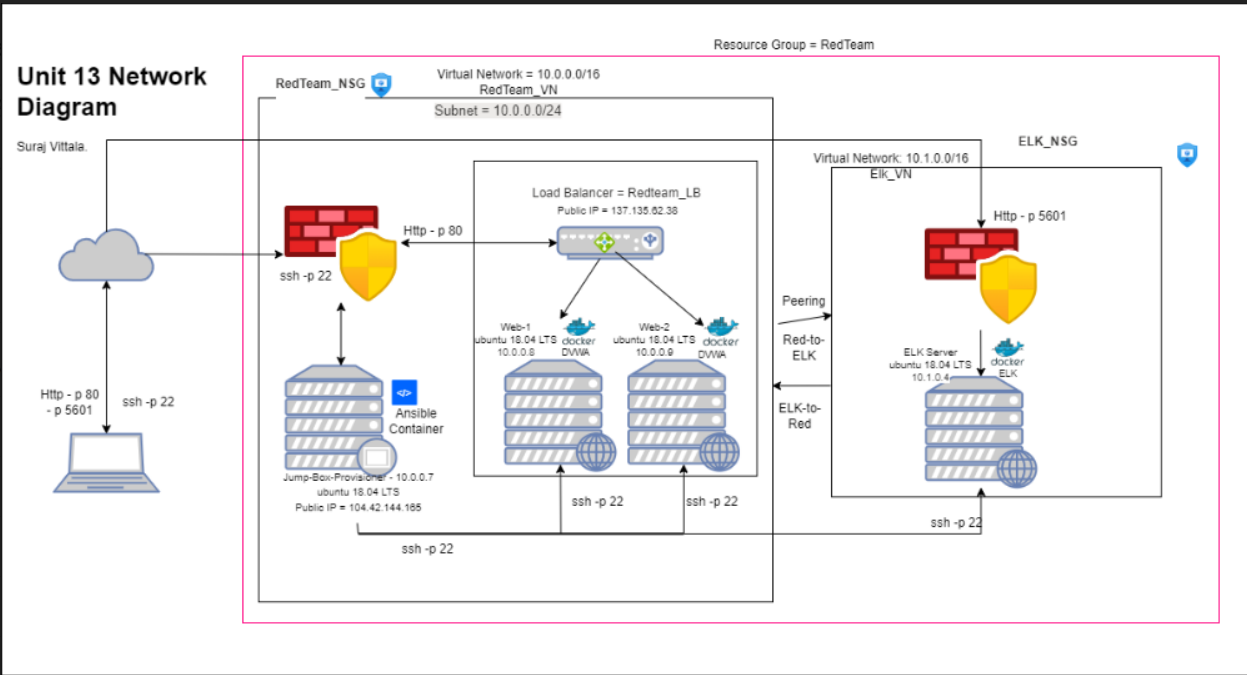 Resource Group = RedTeam
Unit 13 Network
Diagram
Suraj Vittala.
RedTeam_NSG
Virtual Network = 10.0.0.0/16
RedTeam_VN
Subnet = 10.0.0.0/24
ELK_NSG
Virtual Network: 10.1.0.0/16
Elk_VN
Load Balancer = Redteam_LB
Public IP = 137.135.62.38
Http - p 80
ssh -p 22
Http - p 5601
Peering
Red-to-
ELK
ELK-to-
Red
Web-1
ubuntu 18.04 LTS
10.0.0.8
docker
DVWA
Web-2
ubuntu 18.04 LTS
10.0.0.9
docker
DVWA
ELK Server
ubuntu 18.04 LTS
10.1.0.4
docker
ELK
Http - p 80
- p 5601
ssh -p 22
</>
Ansible
Container
Jump-Box-Provisioner - 10.0.0.7
ubuntu 18.04 LTS
Public IP = 104.42.144.165
ssh -p 22
ssh -p 22
ssh -p 22
ssh -p 22